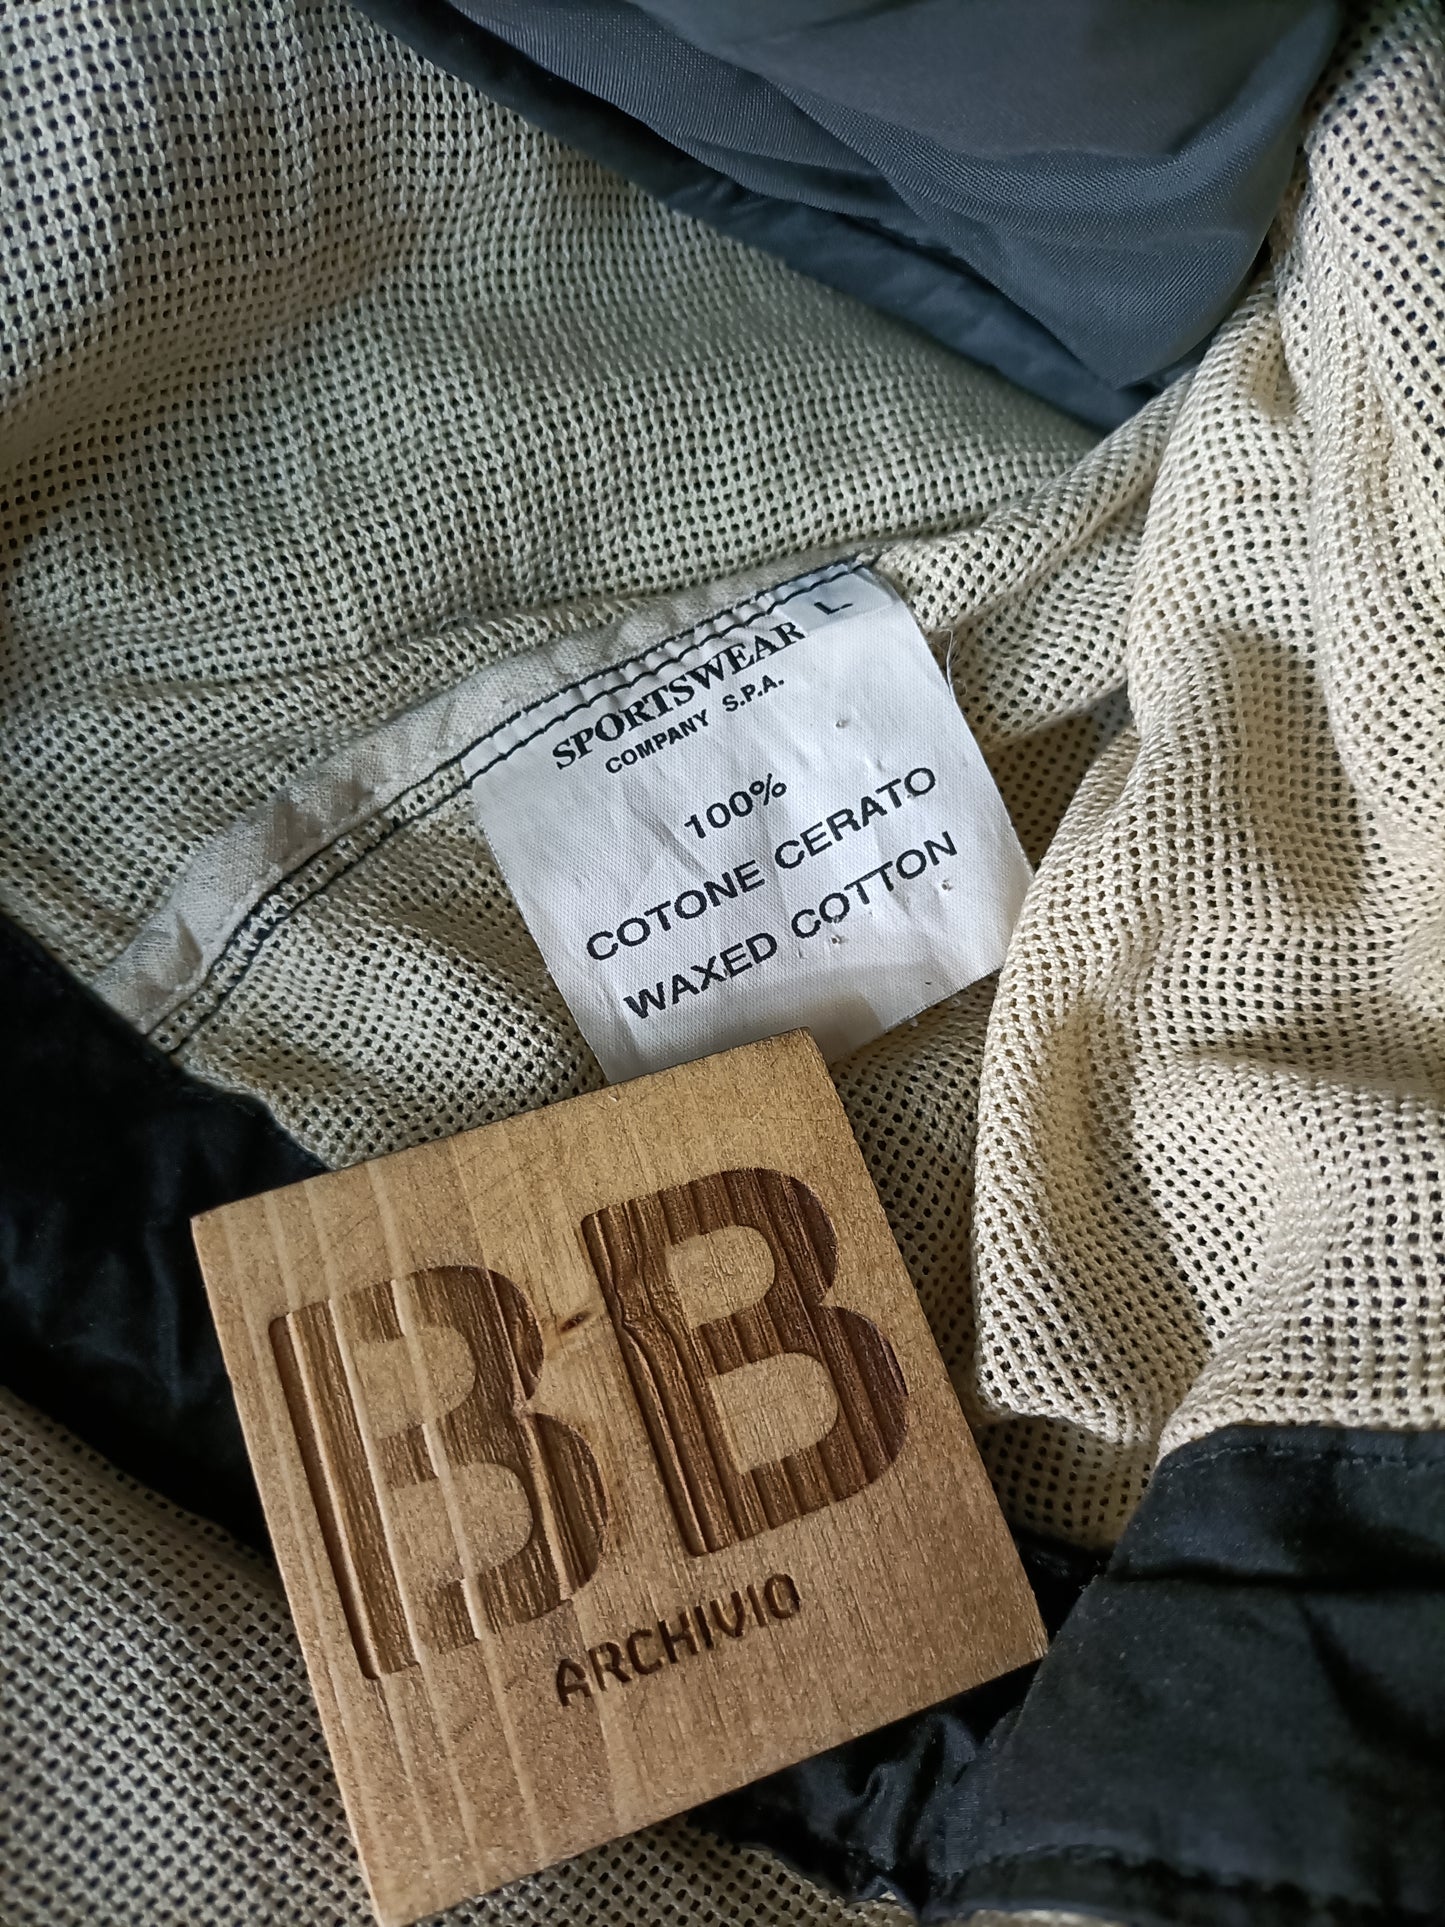 L
SPORTSWEAR
COMPANY S.P.A.
100%
COTONE CERATO
WAXED COTTON
BB
ARCHIVIO